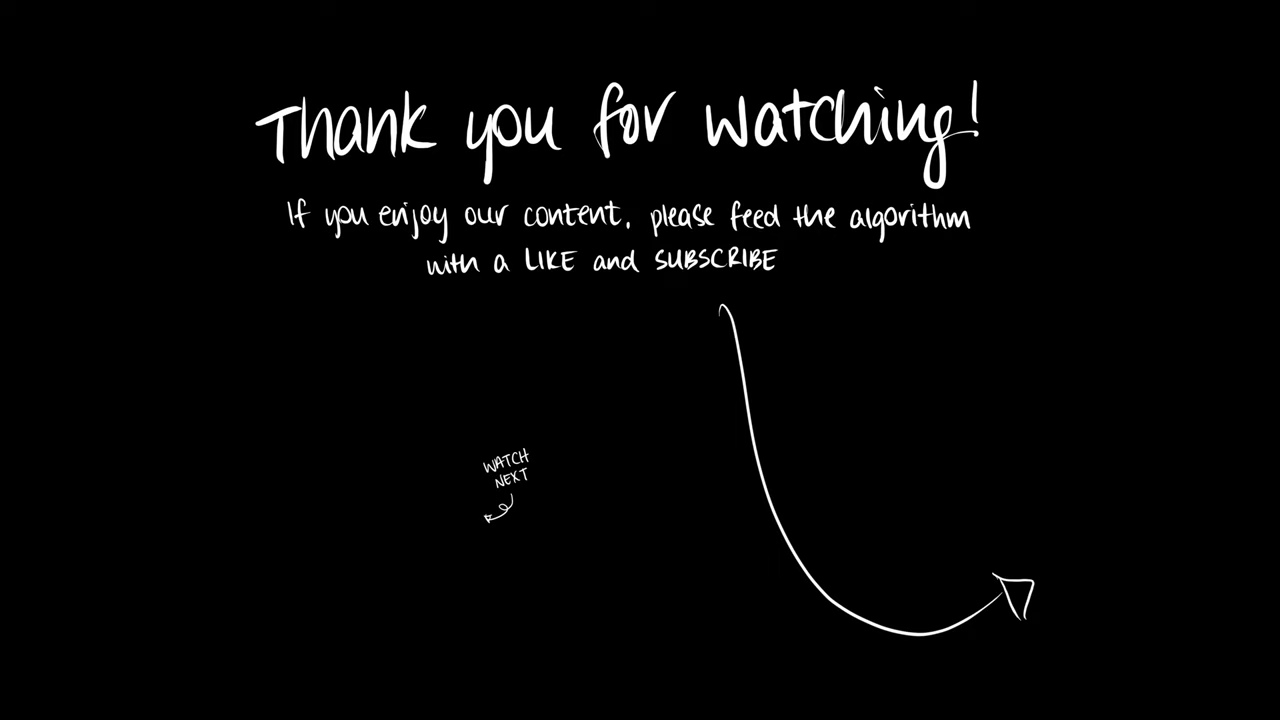 Thank you for watching!
If you enjoy our content, please feed the algorithm
with a LIKE and SUBSCRIBE
WATCH
NEXT